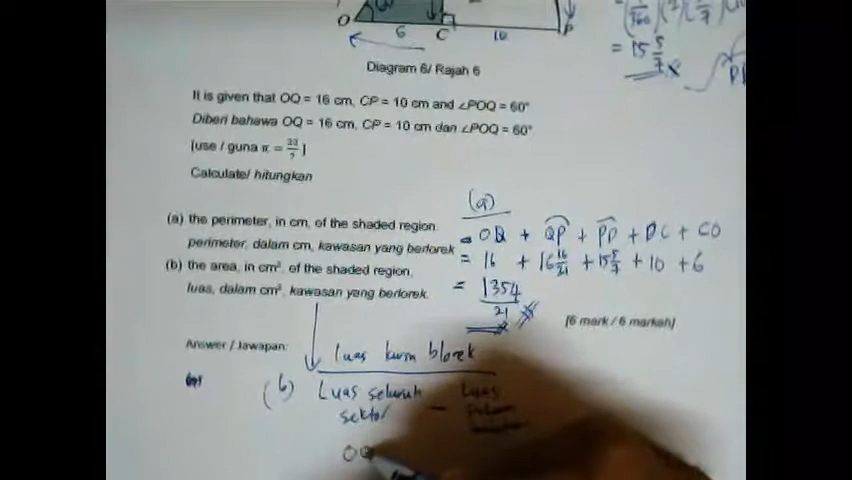 O
6
C
10
P
= 15 5/7
Diagram 6/ Rajah 6
It is given that OQ = 16 cm, CP = 10 cm and ∠POQ = 60°
Diberi bahawa OQ = 16 cm, CP = 10 cm dan ∠POQ = 60°
[use / guna π = 22/7]
Calculate/ hitungkan
(a)
(a) the perimeter, in cm, of the shaded region.
= OQ + QP + PD + DC + CO
perimeter, dalam cm, kawasan yang berlorek
= 16 + 16 16/21 + 15 5/7 + 10 + 6
(b) the area, in cm², of the shaded region.
luas, dalam cm², kawasan yang berlorek.
= 1354/21
[6 mark / 6 markah]
Answer / Jawapan:
luas kwsn blorek
(b) Luas seluruh - Luas
sektor
OQ